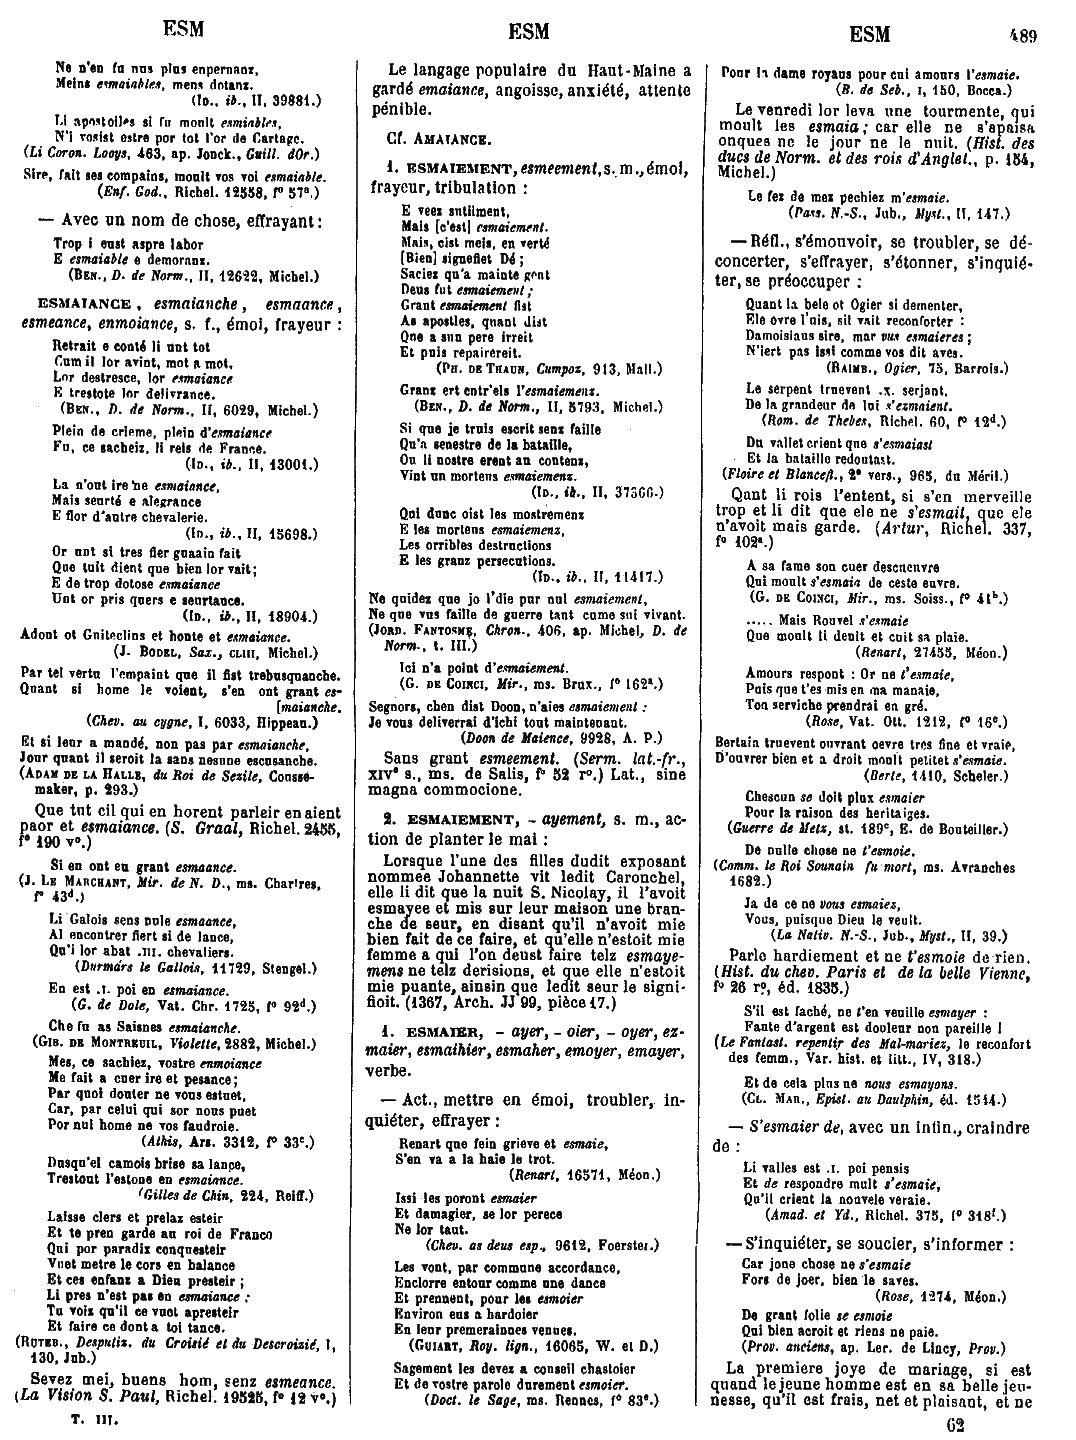 ESM
ESM
ESM
489
Ne n'en fu nus plus enpernanz,
Meins esmaiables, mens dotanz.
(ID., ib., II, 39881.)
Li apostoiles si fu moult esmiables,
N'i vosist estre por tot l'or de Cartage.
(Li Coron. Looys, 463, ap. Jonck., Guill. dOr.)
Sire, fait ses compains, moult vos voi esmaiable.
(Enf. God., Richel. 12558, f° 57ª.)
— Avec un nom de chose, effrayant :
Trop i eust aspre labor
E esmaiable e demoranz.
(BEN., D. de Norm., II, 12622, Michel.)
ESMAIANCE, esmaianche, esmaance,
esmeance, enmoiance, s. f., émoi, frayeur :
Retrait e conté li unt tot
Cum il lor avint, mot a mot,
Lor destresce, lor esmaiance
E trestote lor delivrance.
(BEN., D. de Norm., II, 6029, Michel.)
Plein de crieme, plein d'esmaiance
Fu, ce sacheiz, li reis de France.
(ID., ib., II, 13001.)
La n'out ire ne esmaiance,
Mais seurté e alegrance
E flor d'autre chevalerie.
(ID., ib., II, 15698.)
Or unt si tres fier guaain fait
Que tuit dient que bien lor vait;
E de trop dotose esmaiance
Unt or pris quers e seurtance.
(ID., ib., II, 18904.)
Adont ot Guiteclins et honte et esmaiance.
(J. BODEL, Sax., CLIII, Michel.)
Par tel vertu l'empaint que il fist trebusquanche.
Quant si home le voient, s'en ont grant es-
[maianche.
(Chev. au cygne, I, 6033, Hippeau.)
Et si leur a mandé, non pas par esmaianche,
Jour quant il seroit la sans nesune escusanche.
(ADAM DE LA HALLE, du Roi de Sezile, Cousse-
maker, p. 293.)
Que tut cil qui en horent parleir en aient
paor et esmaiance. (S. Graal, Richel. 2455,
f° 190 v°.)
Si en ont eu grant esmaance.
(J. LE MARCHANT, Mir. de N. D., ms. Chartres,
f° 43d.)
Li Galois sens nule esmaance,
Al encontrer fiert si de lance,
Qu'i lor abat .III. chevaliers.
(Durmars le Gallois, 11729, Stengel.)
En est .I. poi en esmaiance.
(G. de Dole, Vat. Chr. 1725, f° 92d.)
Che fu as Saisnes esmaianche.
(GIB. DE MONTREUIL, Violette, 2882, Michel.)
Mes, ce sachiez, vostre enmoiance
Me fait a cuer ire et pesance;
Par quoi douter ne vous estuet,
Car, par celui qui sor nous puet
Por nul home ne vos faudroie.
(Athis, Ars. 3312, f° 33c.)
Dusqu'el camois brise sa lance,
Trestout l'estone en esmaiance.
(Gilles de Chin, 224, Reiff.)
Laisse clers et prelaz esteir
Et te pren garde au roi de France
Qui por paradix conquesteir
Vuet metre le cors en balance
Et ces enfanz a Dieu presteir;
Li pres n'est pas en esmaiance :
Tu voiz qu'il ce vuet apresteir
Et faire ce dont a toi tance.
(RUTEB., Desputiz. du Croisié et du Descroizié, I,
130, Jub.)
Sevez mei, buens hom, senz esmeance.
(La Vision S. Paul, Richel. 19525, f° 12 v°.)
T. III.
Le langage populaire du Haut-Maine a
gardé emaiance, angoisse, anxiété, attente
pénible.
Cf. AMAIANCE.
1. ESMAIEMENT, esmeement, s. m., émoi,
frayeur, tribulation :
E veez sutilment,
Mais [c'est] esmaiement.
Mais, cist meis, en verté
[Bien] signefiet Dé;
Saciez qu'a mainte gent
Deus fut esmaiement;
Grant esmaiement fist
As apostles, quant dist
Que a sun pere irreit
Et puis repairereit.
(PH. DE THAUN, Cumpoz, 913, Mall.)
Granz ert entr'els l'esmaiemenz.
(BEN., D. de Norm., II, 5793, Michel.)
Si que je truis escrit senz faille
Qu'a senestre de la bataille,
Ou li nostre erent au contenz,
Vint un mortens esmaiemenz.
(ID., ib., II, 37366.)
Qui dunc oist les mostremenz
E les mortens esmaiemenz,
Les orribles destructions
E les granz persecutions.
(ID., ib., II, 11417.)
Ne quidez que jo l'die pur nul esmaiement,
Ne que vus faille de guerre tant cume sui vivant.
(JORD. FANTOSME, Chron., 406, ap. Michel, D. de
Norm., t. III.)
Ici n'a point d'esmaiement.
(G. DE COINCI, Mir., ms. Brux., f° 162ª.)
Segnors, chen dist Doon, n'aies esmaiement :
Je vous deliverrai d'ichi tout maintenant.
(Doon de Maience, 9928, A. P.)
Sans grant esmeement. (Serm. lat.-fr.,
XIVe s., ms. de Salis, f° 52 r°.) Lat., sine
magna commocione.
2. ESMAIEMENT, - ayement, s. m., ac-
tion de planter le mai :
Lorsque l'une des filles dudit exposant
nommee Johannette vit ledit Caronchel,
elle li dit que la nuit S. Nicolay, il l'avoit
esmayee et mis sur leur maison une bran-
che de seur, en disant qu'il n'avoit mie
bien fait de ce faire, et qu'elle n'estoit mie
femme a qui l'on deust faire telz esmaye-
mens ne telz derisions, et que elle n'estoit
mie puante, ainsin que ledit seur le signi-
fioit. (1367, Arch. JJ 99, pièce 17.)
1. ESMAIER, - ayer, - oier, - oyer, ez-
maier, esmaihier, esmaher, emoyer, emayer,
verbe.
— Act., mettre en émoi, troubler, in-
quiéter, effrayer :
Renart que fein grieve et esmaie,
S'en va a la haie le trot.
(Renart, 16571, Méon.)
Issi les poront esmaier
Et damagier, se lor perece
Ne lor taut.
(Chev. as deus esp., 9612, Foerster.)
Les vont, par commune accordance,
Enclorre entour comme une dance
Et prennent, pour les esmoier
Environ eus a hardoier
En leur premerainnes venues.
(GUIART, Roy. lign., 16065, W. et D.)
Sagement les devez a conseil chastoier
Et de vostre parole durement esmoier.
(Doct. le Sage, ms. Rennes, f° 83e.)
Pour la dame royaus pour cui amours l'esmaie.
(B. de Seb., I, 150, Bocca.)
Le venredi lor leva une tourmente, qui
moult les esmaia; car elle ne s'apaisa
onques ne le jour ne le nuit. (Hist. des
ducs de Norm. et des rois d'Anglet., p. 184,
Michel.)
Le fez de mez pechiez m'esmaie.
(Pass. N.-S., Jub., Myst., II, 147.)
— Réfl., s'émouvoir, se troubler, se dé-
concerter, s'effrayer, s'étonner, s'inquié-
ter, se préoccuper :
Quant la bele ot Ogier si dementer,
Ele ovre l'uis, sil vait reconforter :
Damoisiaus sire, mar vus esmaieres;
N'iert pas issi comme vos dit aves.
(RAIMB., Ogier, 75, Barrois.)
Le serpent truevent .x. serjant,
De la grandeur de lui s'ezmaient.
(Rom. de Thebes, Richel. 60, f° 12d.)
Du vallet crient que s'esmaiast
Et la bataille redoutast.
(Floire et Blancefl., 2e vers., 965, du Méril.)
Quant li rois l'entent, si s'en merveille
trop et li dit que ele ne s'esmait, que ele
n'avoit mais garde. (Artur, Richel. 337,
f° 102ª.)
A sa fame son cuer descuevre
Qui moult s'esmaia de ceste euvre.
(G. DE COINCI, Mir., ms. Soiss., f° 41b.)
..... Mais Rouvel s'esmaie
Que moult li deult et cuit sa plaie.
(Renart, 27455, Méon.)
Amours respont : Or ne t'esmaie,
Puis que t'es mis en ma manaie,
Ton serviche prendrai en gré.
(Rose, Vat. Ott. 1212, f° 16e.)
Bertain truevent ouvrant oevre tres fine et vraie,
D'ouvrer bien et a droit moult petitet s'esmaie.
(Berte, 1410, Scheler.)
Chescun se doit plux esmaier
Pour la raison des heritaiges.
(Guerre de Metz, st. 189c, E. de Bouteiller.)
De nulle chose ne t'esmoie.
(Comm. le Roi Sounain fu mort, ms. Avranches
1682.)
Ja de ce ne vous esmaiez,
Vous, puisque Dieu le veult.
(La Nativ. N.-S., Jub., Myst., II, 39.)
Parle hardiement et ne t'esmoie de rien.
(Hist. du chev. Paris et de la belle Vienne,
f° 26 r°, éd. 1835.)
S'il est faché, ne t'en veuille esmayer :
Faute d'argent est douleur non pareille !
(Le Fantast. repentir des Mal-mariez, le reconfort
des femm., Var. hist. et litt., IV, 318.)
Et de cela plus ne nous esmayons.
(CL. MAR., Epist. au Daulphin, éd. 1544.)
— S'esmaier de, avec un infin., craindre
de :
Li valles est .I. poi pensis
Et de respondre mult s'esmaie,
Qu'il crient la nouvele veraie.
(Amad. et Yd., Richel. 375, f° 318f.)
— S'inquiéter, se soucier, s'informer :
Car jone chose ne s'esmaie
Fors de joer, bien le saves.
(Rose, 1274, Méon.)
De grant folie se esmoie
Qui bien acroit et riens ne paie.
(Prov. anciens, ap. Ler. de Lincy, Prov.)
La premiere joye de mariage, si est
quand le jeune homme est en sa belle jeu-
nesse, qu'il est frais, net et plaisant, et ne
62